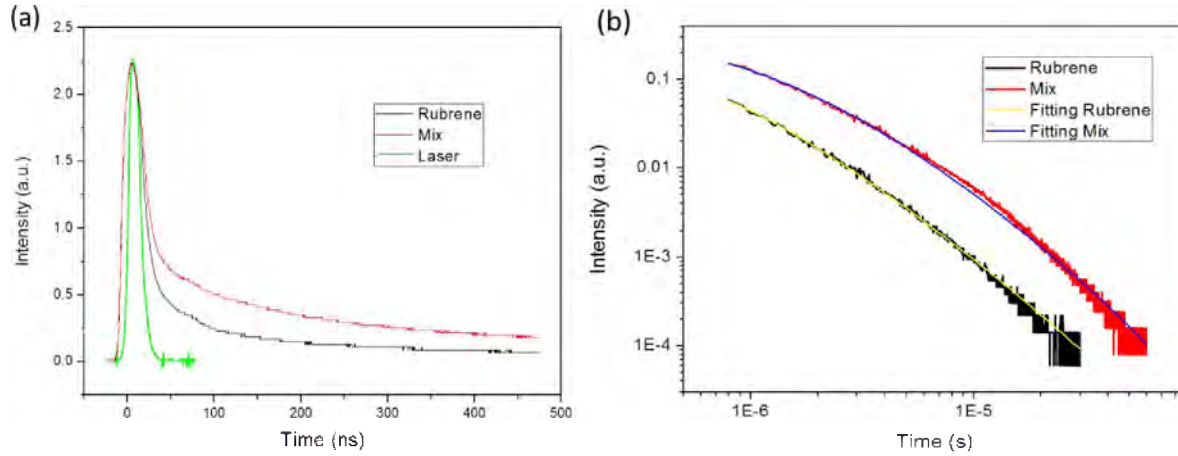 (a)
2.5
2.0
1.5
1.0
0.5
0.0
Intensity (a.u.)
Rubrene
Mix
Laser
0
100
200
300
400
500
Time (ns)
(b)
0.1
0.01
1E-3
1E-4
Intensity (a.u.)
Rubrene
Mix
Fitting Rubrene
Fitting Mix
1E-6
1E-5
Time (s)